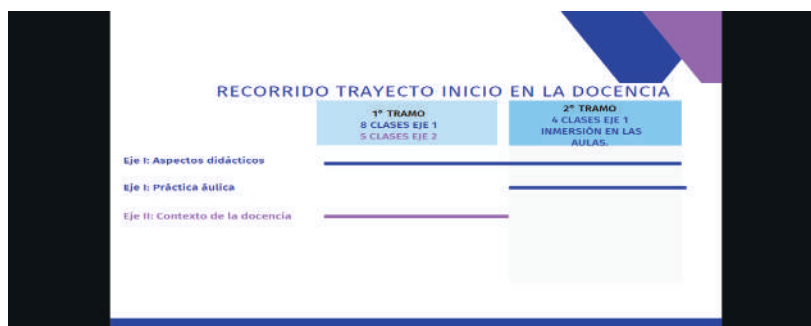 RECORRIDO TRAYECTO INICIO EN LA DOCENCIA
1° TRAMO
8 CLASES EJE 1
5 CLASES EJE 2
2° TRAMO
4 CLASES EJE 1
INMERSIÓN EN LAS
AULAS.
Eje I: Aspectos didácticos
Eje I: Práctica áulica
Eje II: Contexto de la docencia